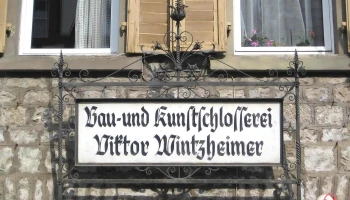 Bau-und Kunstschlosserei
Viktor Wintzheimer